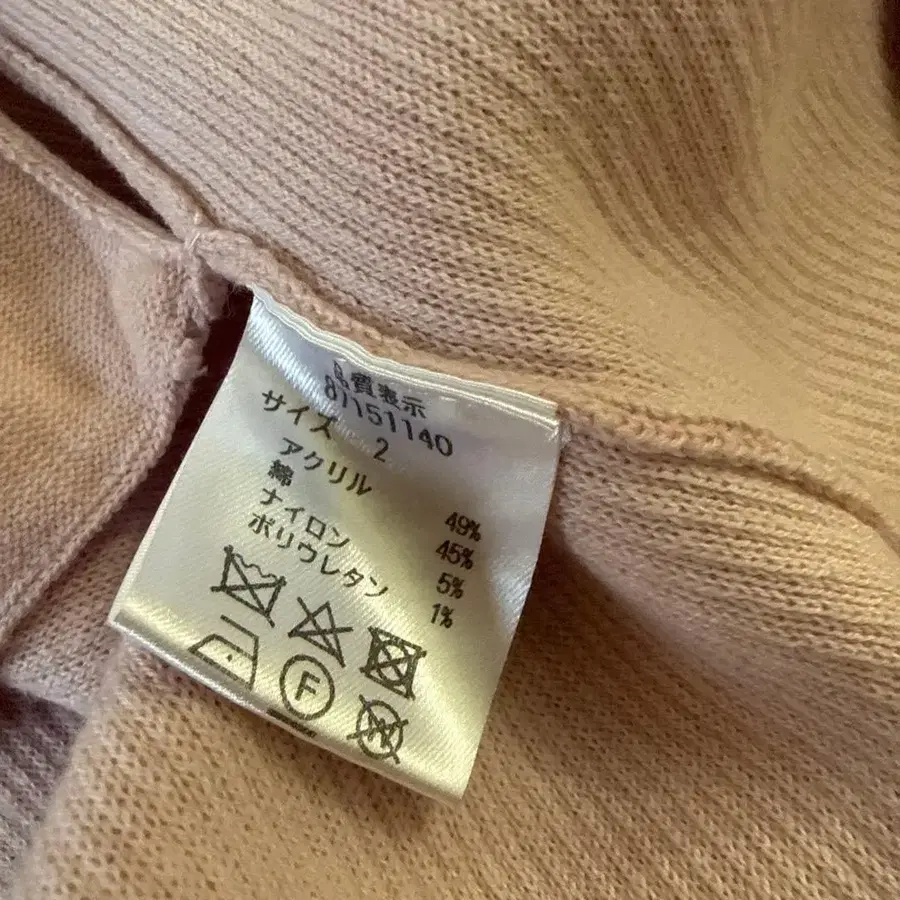 品質表示
87151140
サイズ 2
アクリル 49%
綿 45%
ナイロン 5%
ポリウレタン 1%
F
W